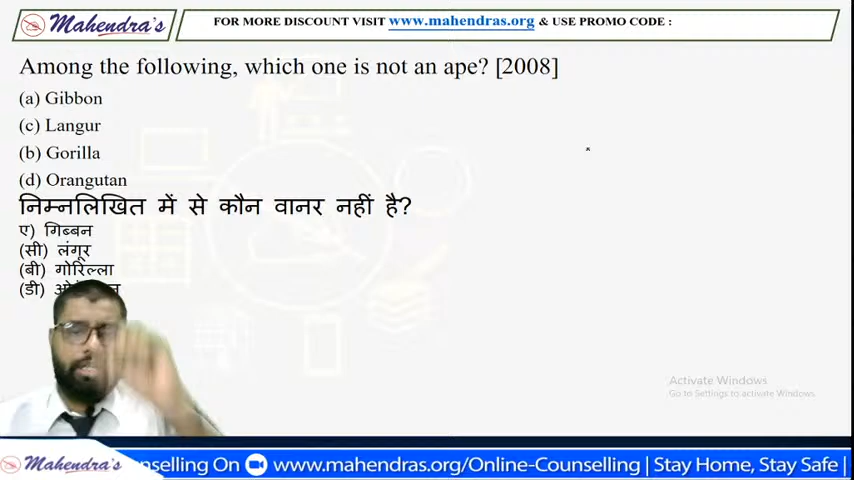 Mahendra's
FOR MORE DISCOUNT VISIT www.mahendras.org & USE PROMO CODE :
Among the following, which one is not an ape? [2008]
(a) Gibbon
(c) Langur
(b) Gorilla
(d) Orangutan
निम्नलिखित में से कौन वानर नहीं है?
ए) गिब्बन
(सी) लंगूर
(बी) गोरिल्ला
(डी)
Activate Windows
Go to Settings to activate Windows.
Mahendra's nselling On www.mahendras.org/Online-Counselling | Stay Home, Stay Safe |